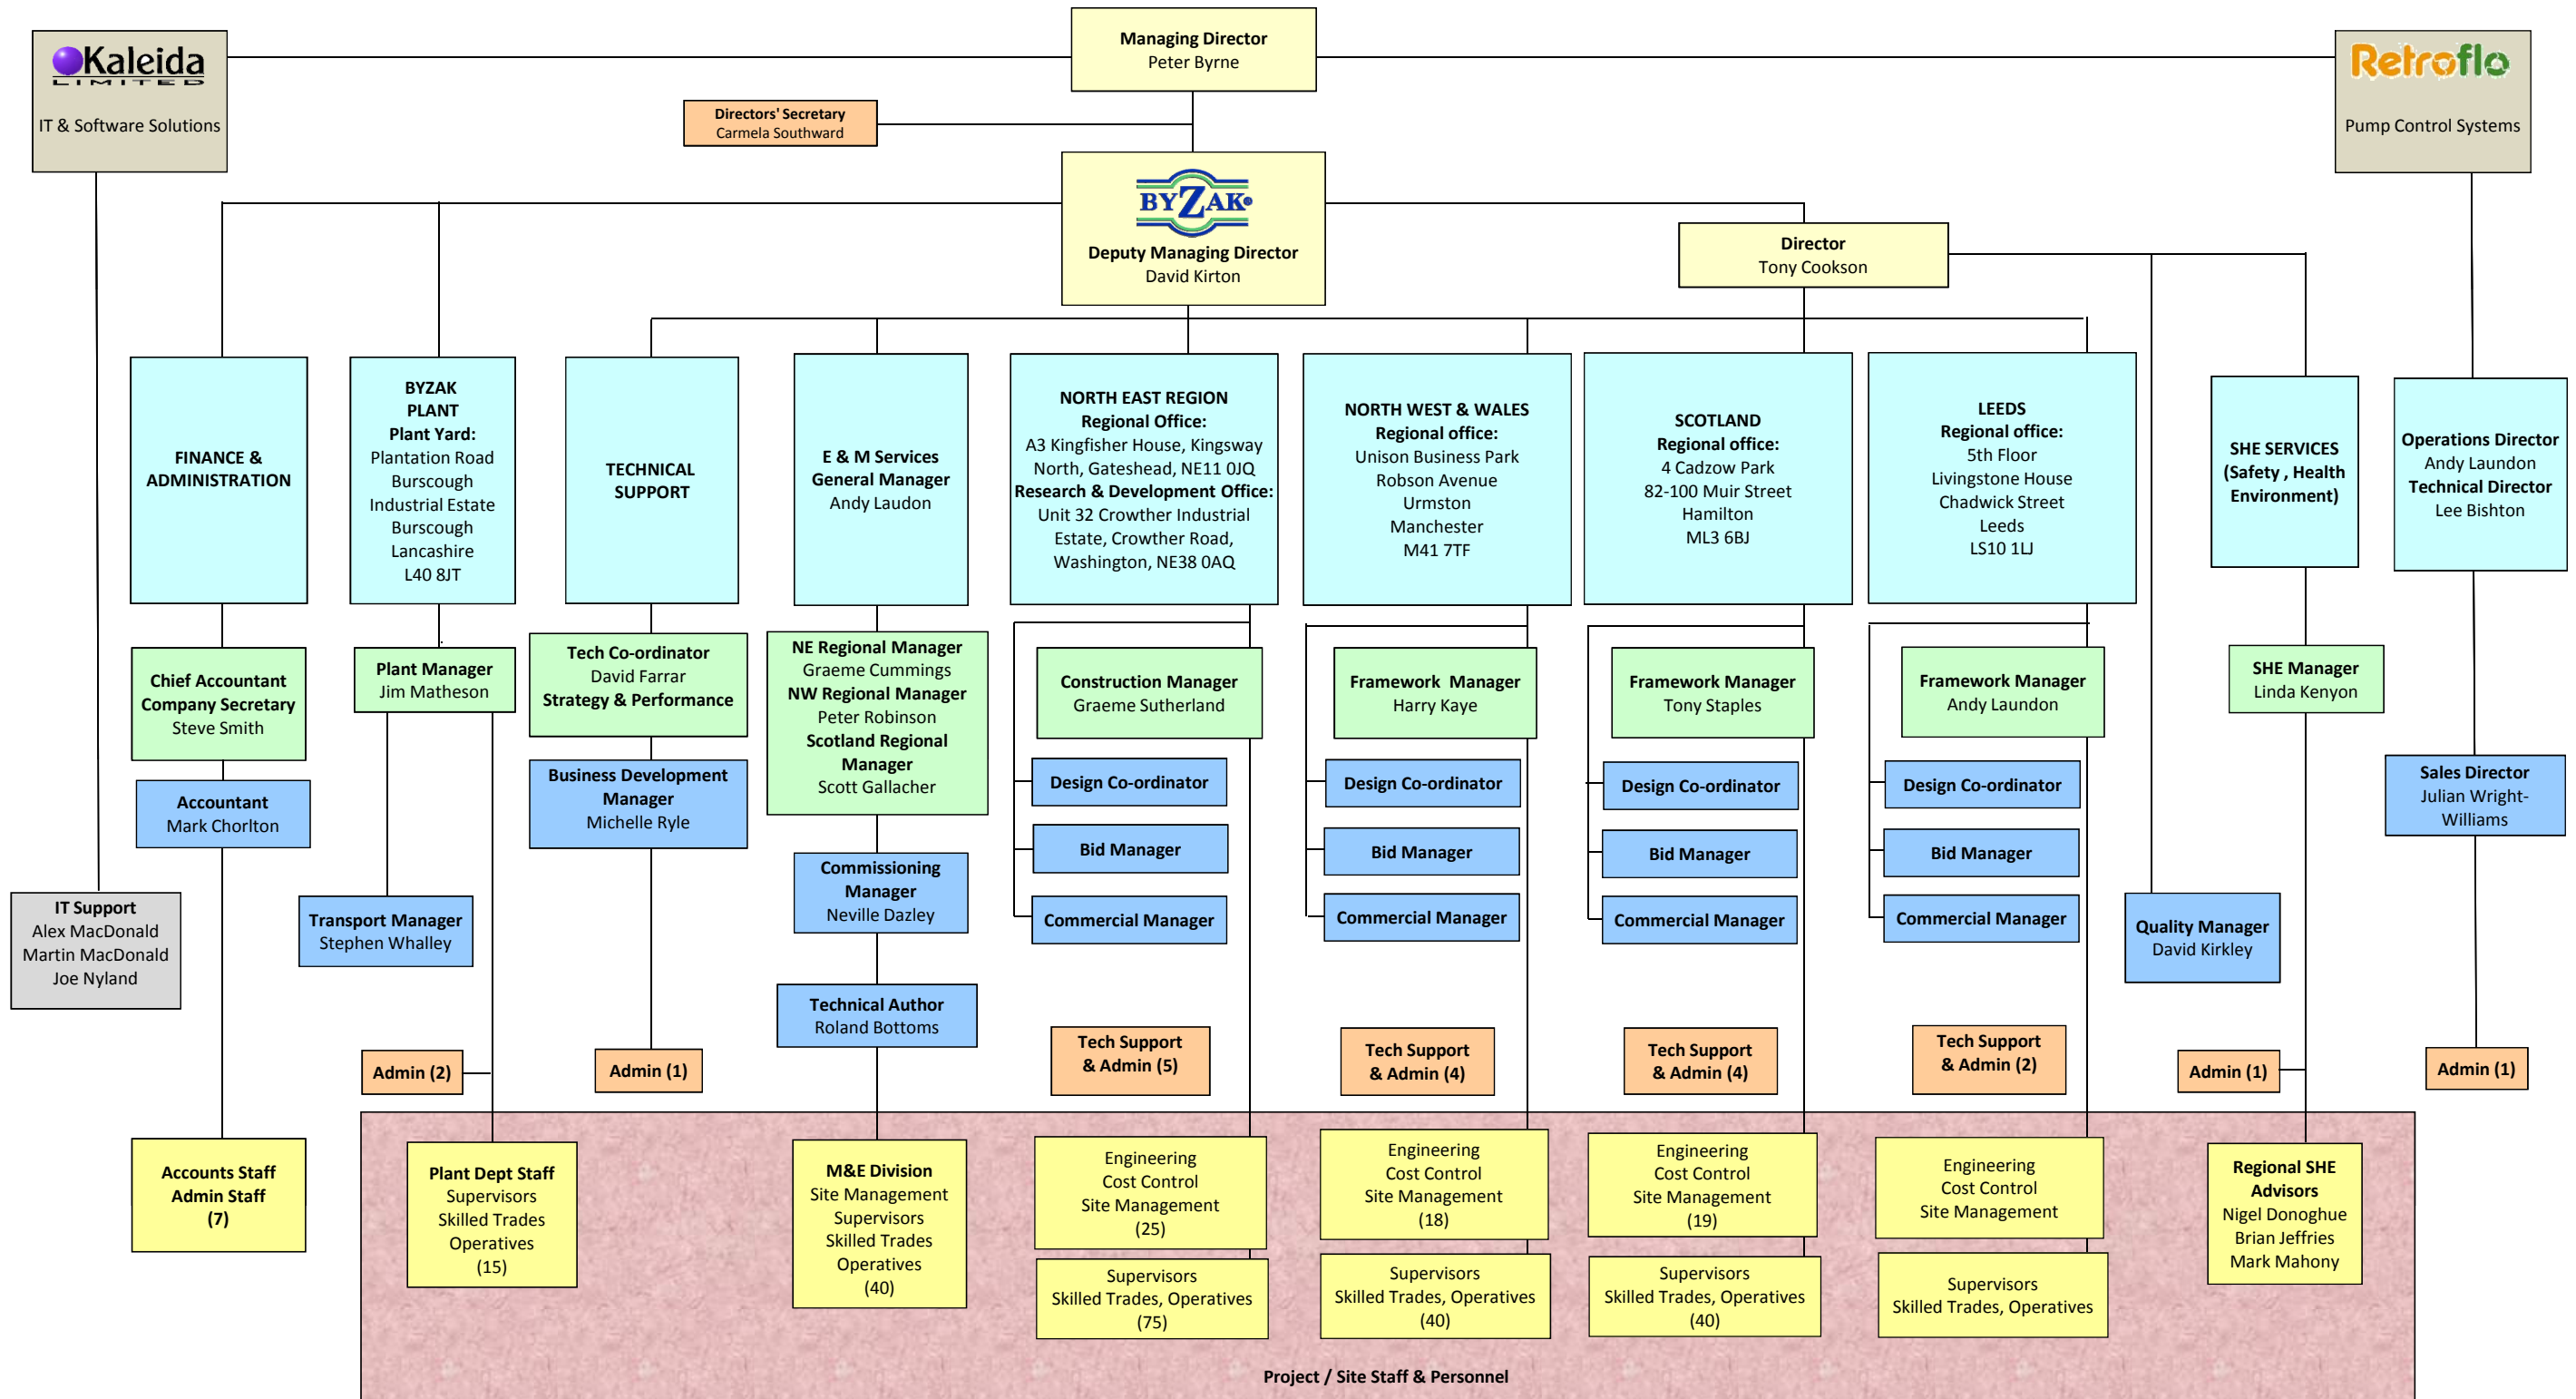 Kaleida
LIMITED
IT & Software Solutions
Managing Director
Peter Byrne
Retroflo
Pump Control Systems
Directors' Secretary
Carmela Southward
BYZAK®
Deputy Managing Director
David Kirton
Director
Tony Cookson
FINANCE &
ADMINISTRATION
BYZAK
PLANT
Plant Yard:
Plantation Road
Burscough
Industrial Estate
Burscough
Lancashire
L40 8JT
TECHNICAL
SUPPORT
E & M Services
General Manager
Andy Laudon
NORTH EAST REGION
Regional Office:
A3 Kingfisher House, Kingsway
North, Gateshead, NE11 0JQ
Research & Development Office:
Unit 32 Crowther Industrial
Estate, Crowther Road,
Washington, NE38 0AQ
NORTH WEST & WALES
Regional office:
Unison Business Park
Robson Avenue
Urmston
Manchester
M41 7TF
SCOTLAND
Regional office:
4 Cadzow Park
82-100 Muir Street
Hamilton
ML3 6BJ
LEEDS
Regional office:
5th Floor
Livingstone House
Chadwick Street
Leeds
LS10 1LJ
SHE SERVICES
(Safety , Health
Environment)
Operations Director
Andy Laundon
Technical Director
Lee Bishton
Chief Accountant
Company Secretary
Steve Smith
Plant Manager
Jim Matheson
Tech Co-ordinator
David Farrar
Strategy & Performance
NE Regional Manager
Graeme Cummings
NW Regional Manager
Peter Robinson
Scotland Regional
Manager
Scott Gallacher
Construction Manager
Graeme Sutherland
Framework  Manager
Harry Kaye
Framework Manager
Tony Staples
Framework Manager
Andy Laundon
SHE Manager
Linda Kenyon
Accountant
Mark Chorlton
Business Development
Manager
Michelle Ryle
Design Co-ordinator
Design Co-ordinator
Design Co-ordinator
Design Co-ordinator
Sales Director
Julian Wright-
Williams
Bid Manager
Bid Manager
Bid Manager
Bid Manager
IT Support
Alex MacDonald
Martin MacDonald
Joe Nyland
Transport Manager
Stephen Whalley
Commissioning
Manager
Neville Dazley
Commercial Manager
Commercial Manager
Commercial Manager
Commercial Manager
Quality Manager
David Kirkley
Technical Author
Roland Bottoms
Admin (2)
Admin (1)
Tech Support
& Admin (5)
Tech Support
& Admin (4)
Tech Support
& Admin (4)
Tech Support
& Admin (2)
Admin (1)
Admin (1)
Accounts Staff
Admin Staff
(7)
Plant Dept Staff
Supervisors
Skilled Trades
Operatives
(15)
M&E Division
Site Management
Supervisors
Skilled Trades
Operatives
(40)
Engineering
Cost Control
Site Management
(25)
Engineering
Cost Control
Site Management
(18)
Engineering
Cost Control
Site Management
(19)
Engineering
Cost Control
Site Management
Regional SHE
Advisors
Nigel Donoghue
Brian Jeffries
Mark Mahony
Supervisors
Skilled Trades, Operatives
(75)
Supervisors
Skilled Trades, Operatives
(40)
Supervisors
Skilled Trades, Operatives
(40)
Supervisors
Skilled Trades, Operatives
Project / Site Staff & Personnel